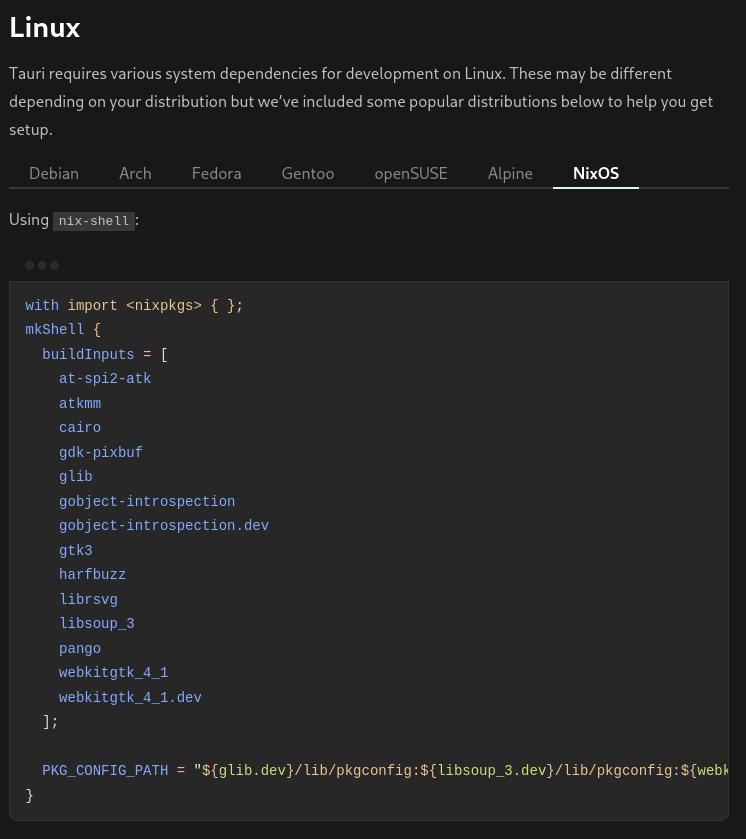 Linux
Tauri requires various system dependencies for development on Linux. These may be different
depending on your distribution but we’ve included some popular distributions below to help you get
setup.
Debian Arch Fedora Gentoo openSUSE Alpine NixOS
Using nix-shell:
with import <nixpkgs> { };
mkShell {
  buildInputs = [
    at-spi2-atk
    atkmm
    cairo
    gdk-pixbuf
    glib
    gobject-introspection
    gobject-introspection.dev
    gtk3
    harfbuzz
    librsvg
    libsoup_3
    pango
    webkitgtk_4_1
    webkitgtk_4_1.dev
  ];
  PKG_CONFIG_PATH = "${glib.dev}/lib/pkgconfig:${libsoup_3.dev}/lib/pkgconfig:${webk
}